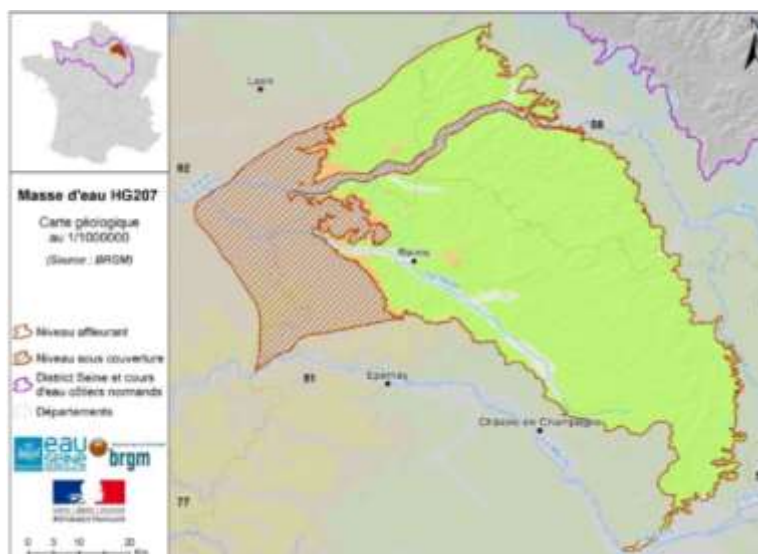 Masse d'eau HG207
Carte géologique
au 1/1000000
(Source : BRGM)
Niveau affleurant
Niveau sous couverture
District Seine et cours
d'eau côtiers normands
Départements
eau
SEINE
brgm
0 5 10 20
N
Laon
Reims
Epernay
Châlons en Champagne
08
51
77